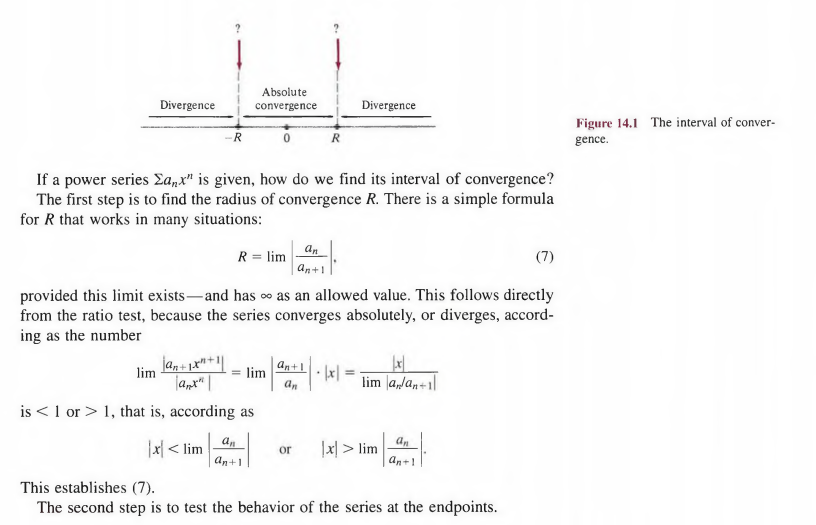 ? ?
Divergence Absolute convergence Divergence
−R 0 R
Figure 14.1 The interval of conver-
gence.
If a power series Σaₙxⁿ is given, how do we find its interval of convergence?
The first step is to find the radius of convergence R. There is a simple formula
for R that works in many situations:
R = lim |aₙ/aₙ₊₁|, (7)
provided this limit exists—and has ∞ as an allowed value. This follows directly
from the ratio test, because the series converges absolutely, or diverges, accord-
ing as the number
lim |aₙ₊₁xⁿ⁺¹|/|aₙxⁿ| = lim |aₙ₊₁/aₙ| · |x| = |x|/lim |aₙ/aₙ₊₁|
is < 1 or > 1, that is, according as
|x| < lim |aₙ/aₙ₊₁| or |x| > lim |aₙ/aₙ₊₁|.
This establishes (7).
The second step is to test the behavior of the series at the endpoints.